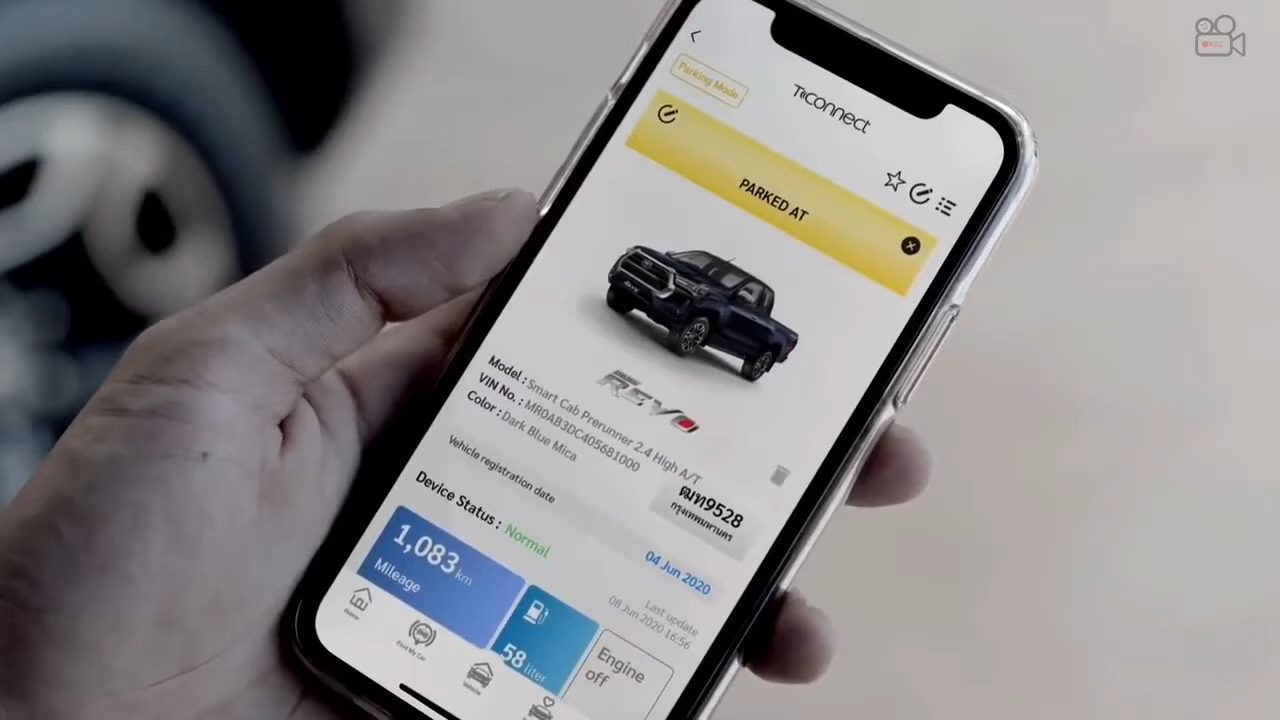 REC
Parking Mode
TCONNECT
PARKED AT
REVO
Model : Smart Cab Prerunner 2.4 High A/T
VIN No. : MR0AB3DC405681000
Color : Dark Blue Mica
ฒท9528
กรุงเทพมหานคร
Vehicle registration date
04 Jun 2020
Device Status : Normal
Last update
08 Jun 2020 16:56
1,083 km
Mileage
58 liter
Engine
off
Home
Find My Car
Vehicle